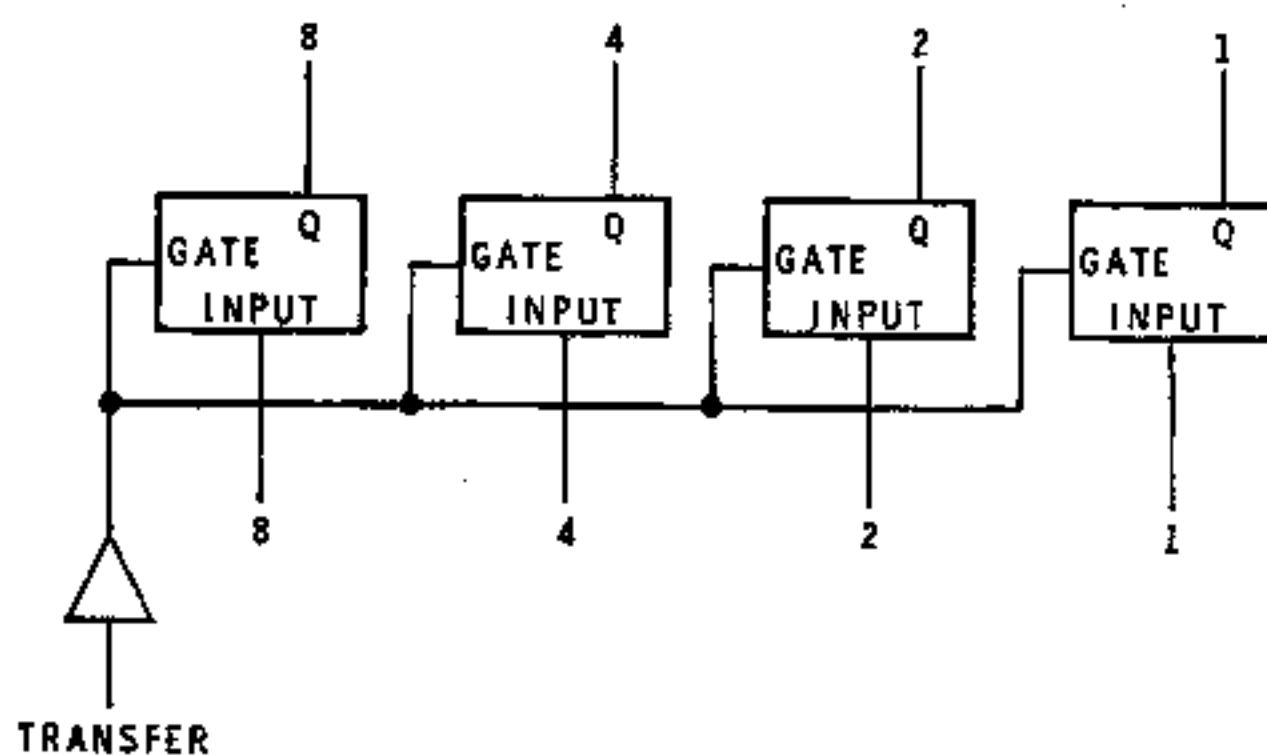 8 4 2 1
Q Q Q Q
GATE GATE GATE GATE
INPUT INPUT INPUT INPUT
8 4 2 1
TRANSFER